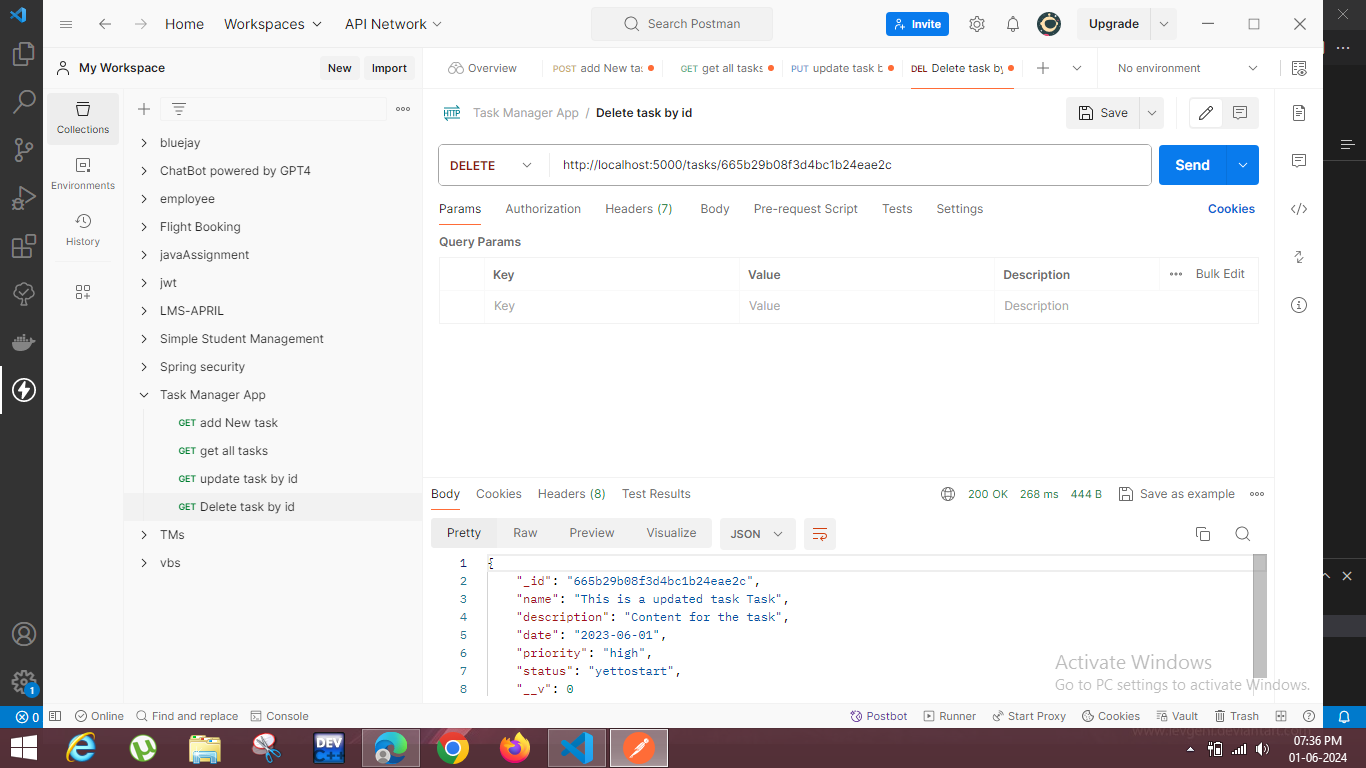 Home Workspaces API Network Search Postman Invite Upgrade
My Workspace New Import Overview POST add New ta GET get all tasks PUT update task b DEL Delete task by No environment
Collections
Environments
History
bluejay
ChatBot powered by GPT4
employee
Flight Booking
javaAssignment
jwt
LMS-APRIL
Simple Student Management
Spring security
Task Manager App
GET add New task
GET get all tasks
GET update task by id
GET Delete task by id
TMs
vbs
HTTP Task Manager App / Delete task by id Save
DELETE http://localhost:5000/tasks/665b29b08f3d4bc1b24eae2c Send
Params Authorization Headers (7) Body Pre-request Script Tests Settings Cookies
Query Params
Key Value Description Bulk Edit
Key Value Description
Body Cookies Headers (8) Test Results 200 OK 268 ms 444 B Save as example
Pretty Raw Preview Visualize JSON
1 {
2 "_id": "665b29b08f3d4bc1b24eae2c",
3 "name": "This is a updated task Task",
4 "description": "Content for the task",
5 "date": "2023-06-01",
6 "priority": "high",
7 "status": "yettostart",
8 "__v": 0
Activate Windows
Go to PC settings to activate Windows.
1
0 Online Find and replace Console Postbot Runner Start Proxy Cookies Vault Trash
DEV C++
07:36 PM
01-06-2024